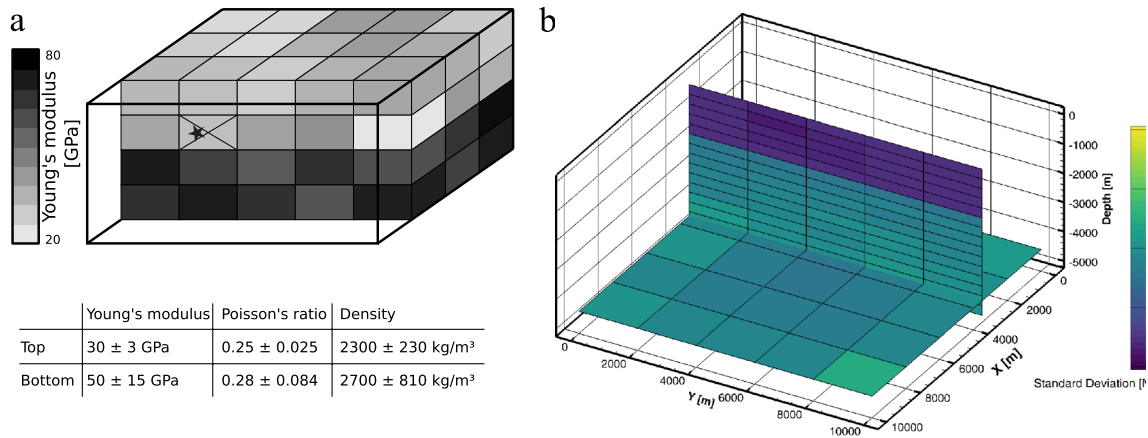 a
80
Young's modulus
[GPa]
20
Young's modulus Poisson's ratio Density
Top 30 ± 3 GPa 0.25 ± 0.025 2300 ± 230 kg/m³
Bottom 50 ± 15 GPa 0.28 ± 0.084 2700 ± 810 kg/m³
b
0
-1000
-2000
-3000
-4000
-5000
Depth [m]
0
2000
4000
6000
8000
10000
X [m]
0
2000
4000
6000
8000
10000
Y [m]
Standard Deviation [